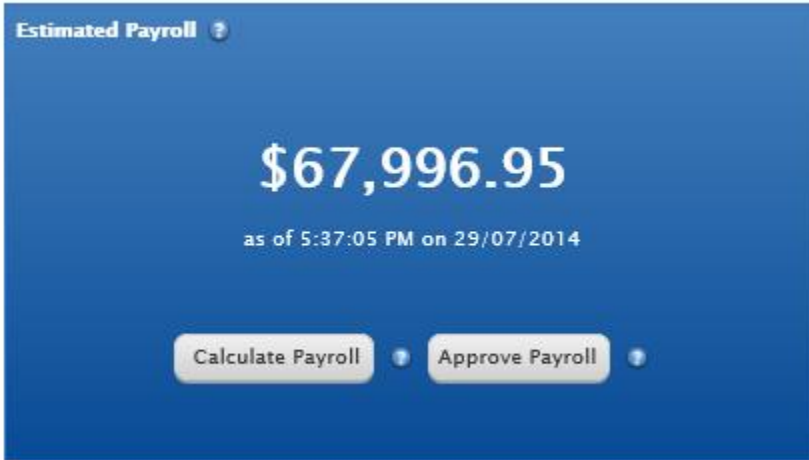 Estimated Payroll ?
$67,996.95
as of 5:37:05 PM on 29/07/2014
Calculate Payroll ? Approve Payroll ?